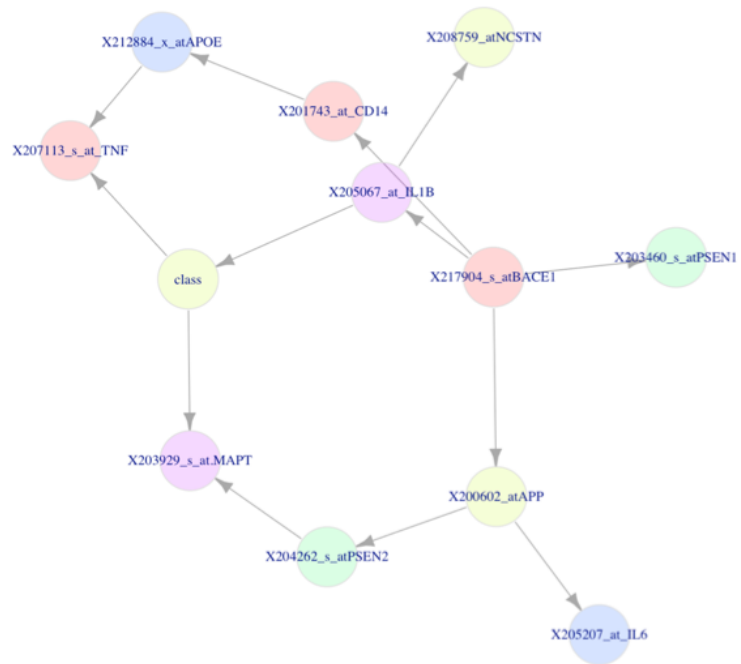 X212884_x_atAPOE
X208759_atNCSTN
X201743_at_CD14
X207113_s_at_TNF
X205067_at_IL1B
X203460_s_atPSEN1
X217904_s_atBACE1
class
X203929_s_at.MAPT
X200602_atAPP
X204262_s_atPSEN2
X205207_at_IL6